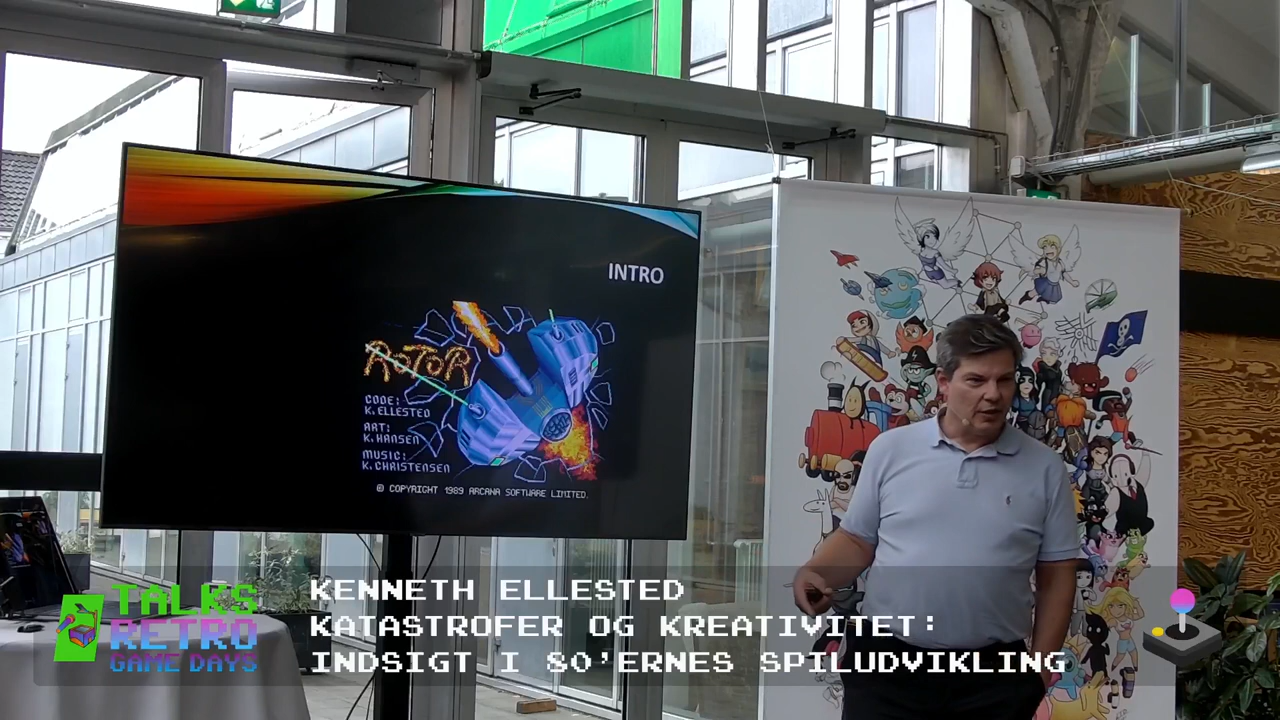 INTRO
ROTOR
CODE:
K. ELLESTED
ART:
K. HANSEN
MUSIC:
K. CHRISTENSEN
© COPYRIGHT 1989 ARCANA SOFTWARE LIMITED.
TALKS
RETRO
GAME DAYS
KENNETH ELLESTED
KATASTROFER OG KREATIVITET:
INDSIGT I 80'ERNES SPILUDVIKLING